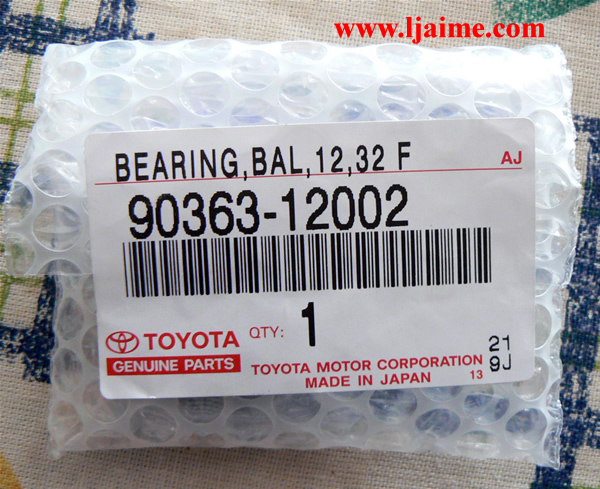 www.ljaime.com
BEARING,BAL,12,32 F
AJ
90363-12002
TOYOTA
GENUINE PARTS
QTY: 1
TOYOTA MOTOR CORPORATION
MADE IN JAPAN 13
21
9J